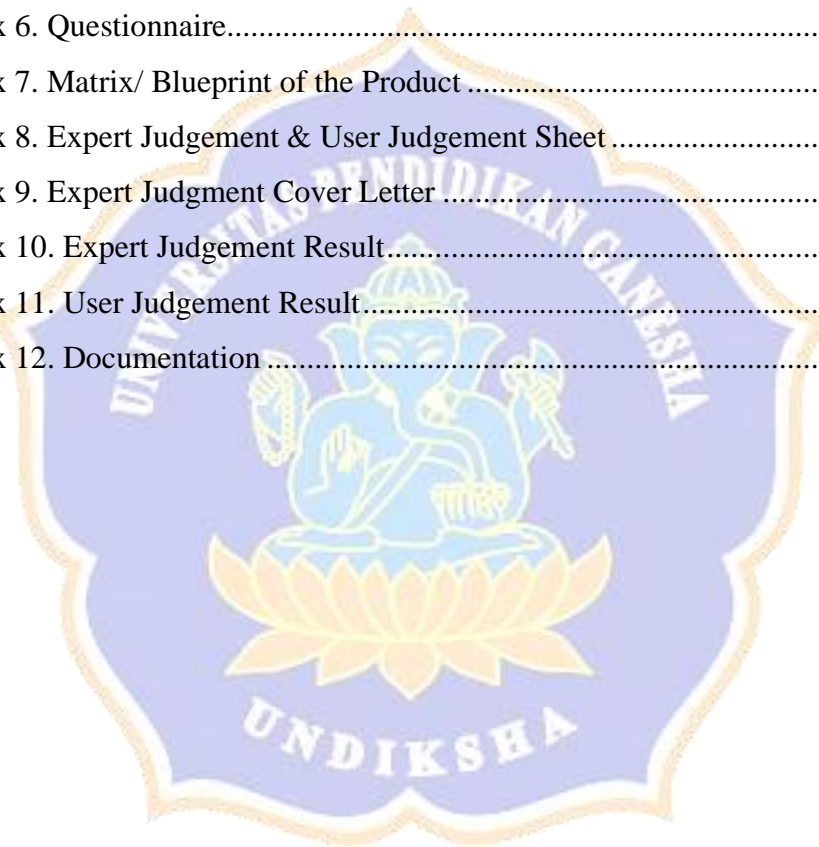 x 6. Questionnaire..........................................................................
x 7. Matrix/ Blueprint of the Product ............................................
x 8. Expert Judgement & User Judgement Sheet ..........................
x 9. Expert Judgment Cover Letter ................................................
x 10. Expert Judgement Result.......................................................
x 11. User Judgement Result..........................................................
x 12. Documentation ......................................................................
UNIVERSITAS PENDIDIKAN GANESHA
UNDIKSHA